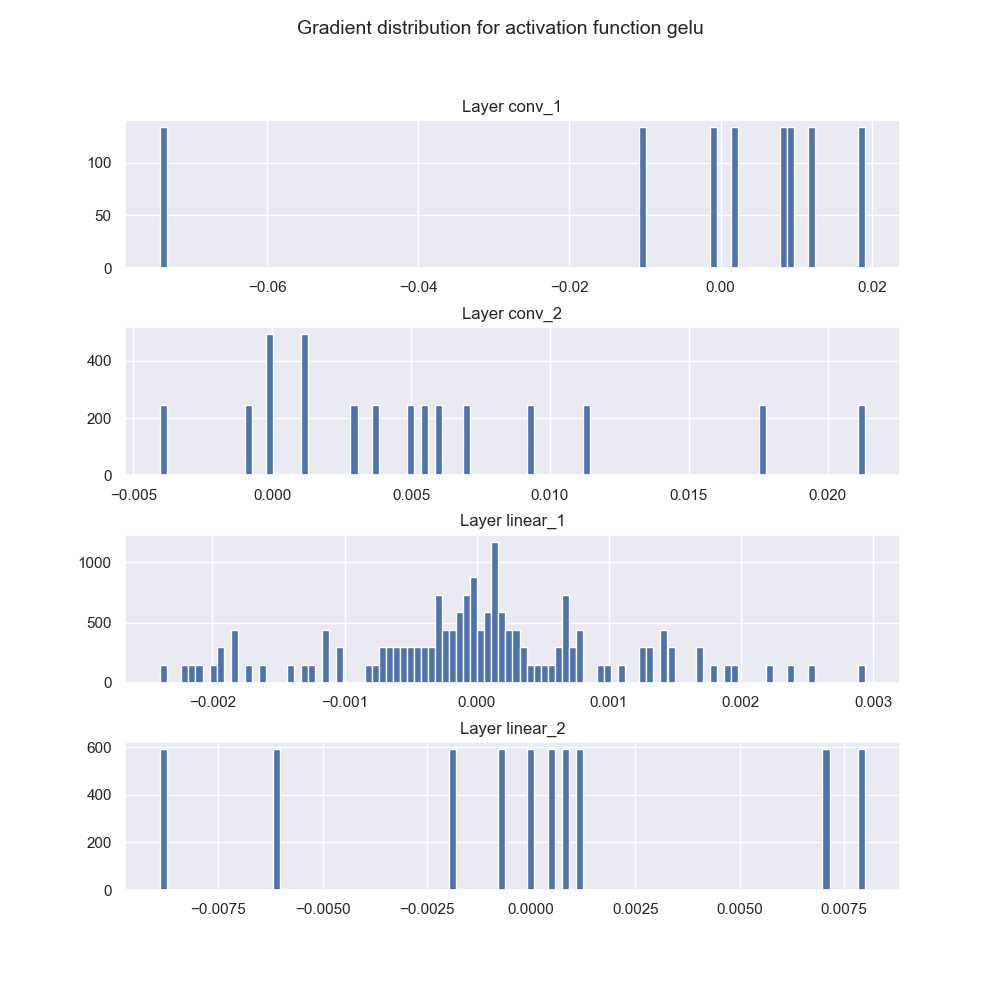 Gradient distribution for activation function gelu
Layer conv_1
100
50
0
−0.06 −0.04 −0.02 0.00 0.02
Layer conv_2
400
200
0
−0.005 0.000 0.005 0.010 0.015 0.020
Layer linear_1
1000
500
0
−0.002 −0.001 0.000 0.001 0.002 0.003
Layer linear_2
600
400
200
0
−0.0075 −0.0050 −0.0025 0.0000 0.0025 0.0050 0.0075